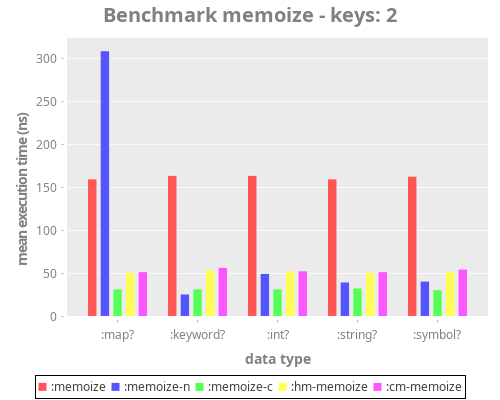 Benchmark memoize - keys: 2
mean execution time (ns)
300
250
200
150
100
50
0
:map? :keyword? :int? :string? :symbol?
data type
:memoize :memoize-n :memoize-c :hm-memoize :cm-memoize